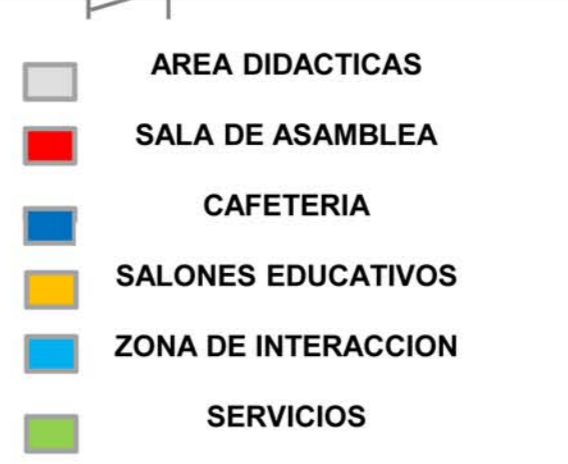 AREA DIDACTICAS
SALA DE ASAMBLEA
CAFETERIA
SALONES EDUCATIVOS
ZONA DE INTERACCION
SERVICIOS